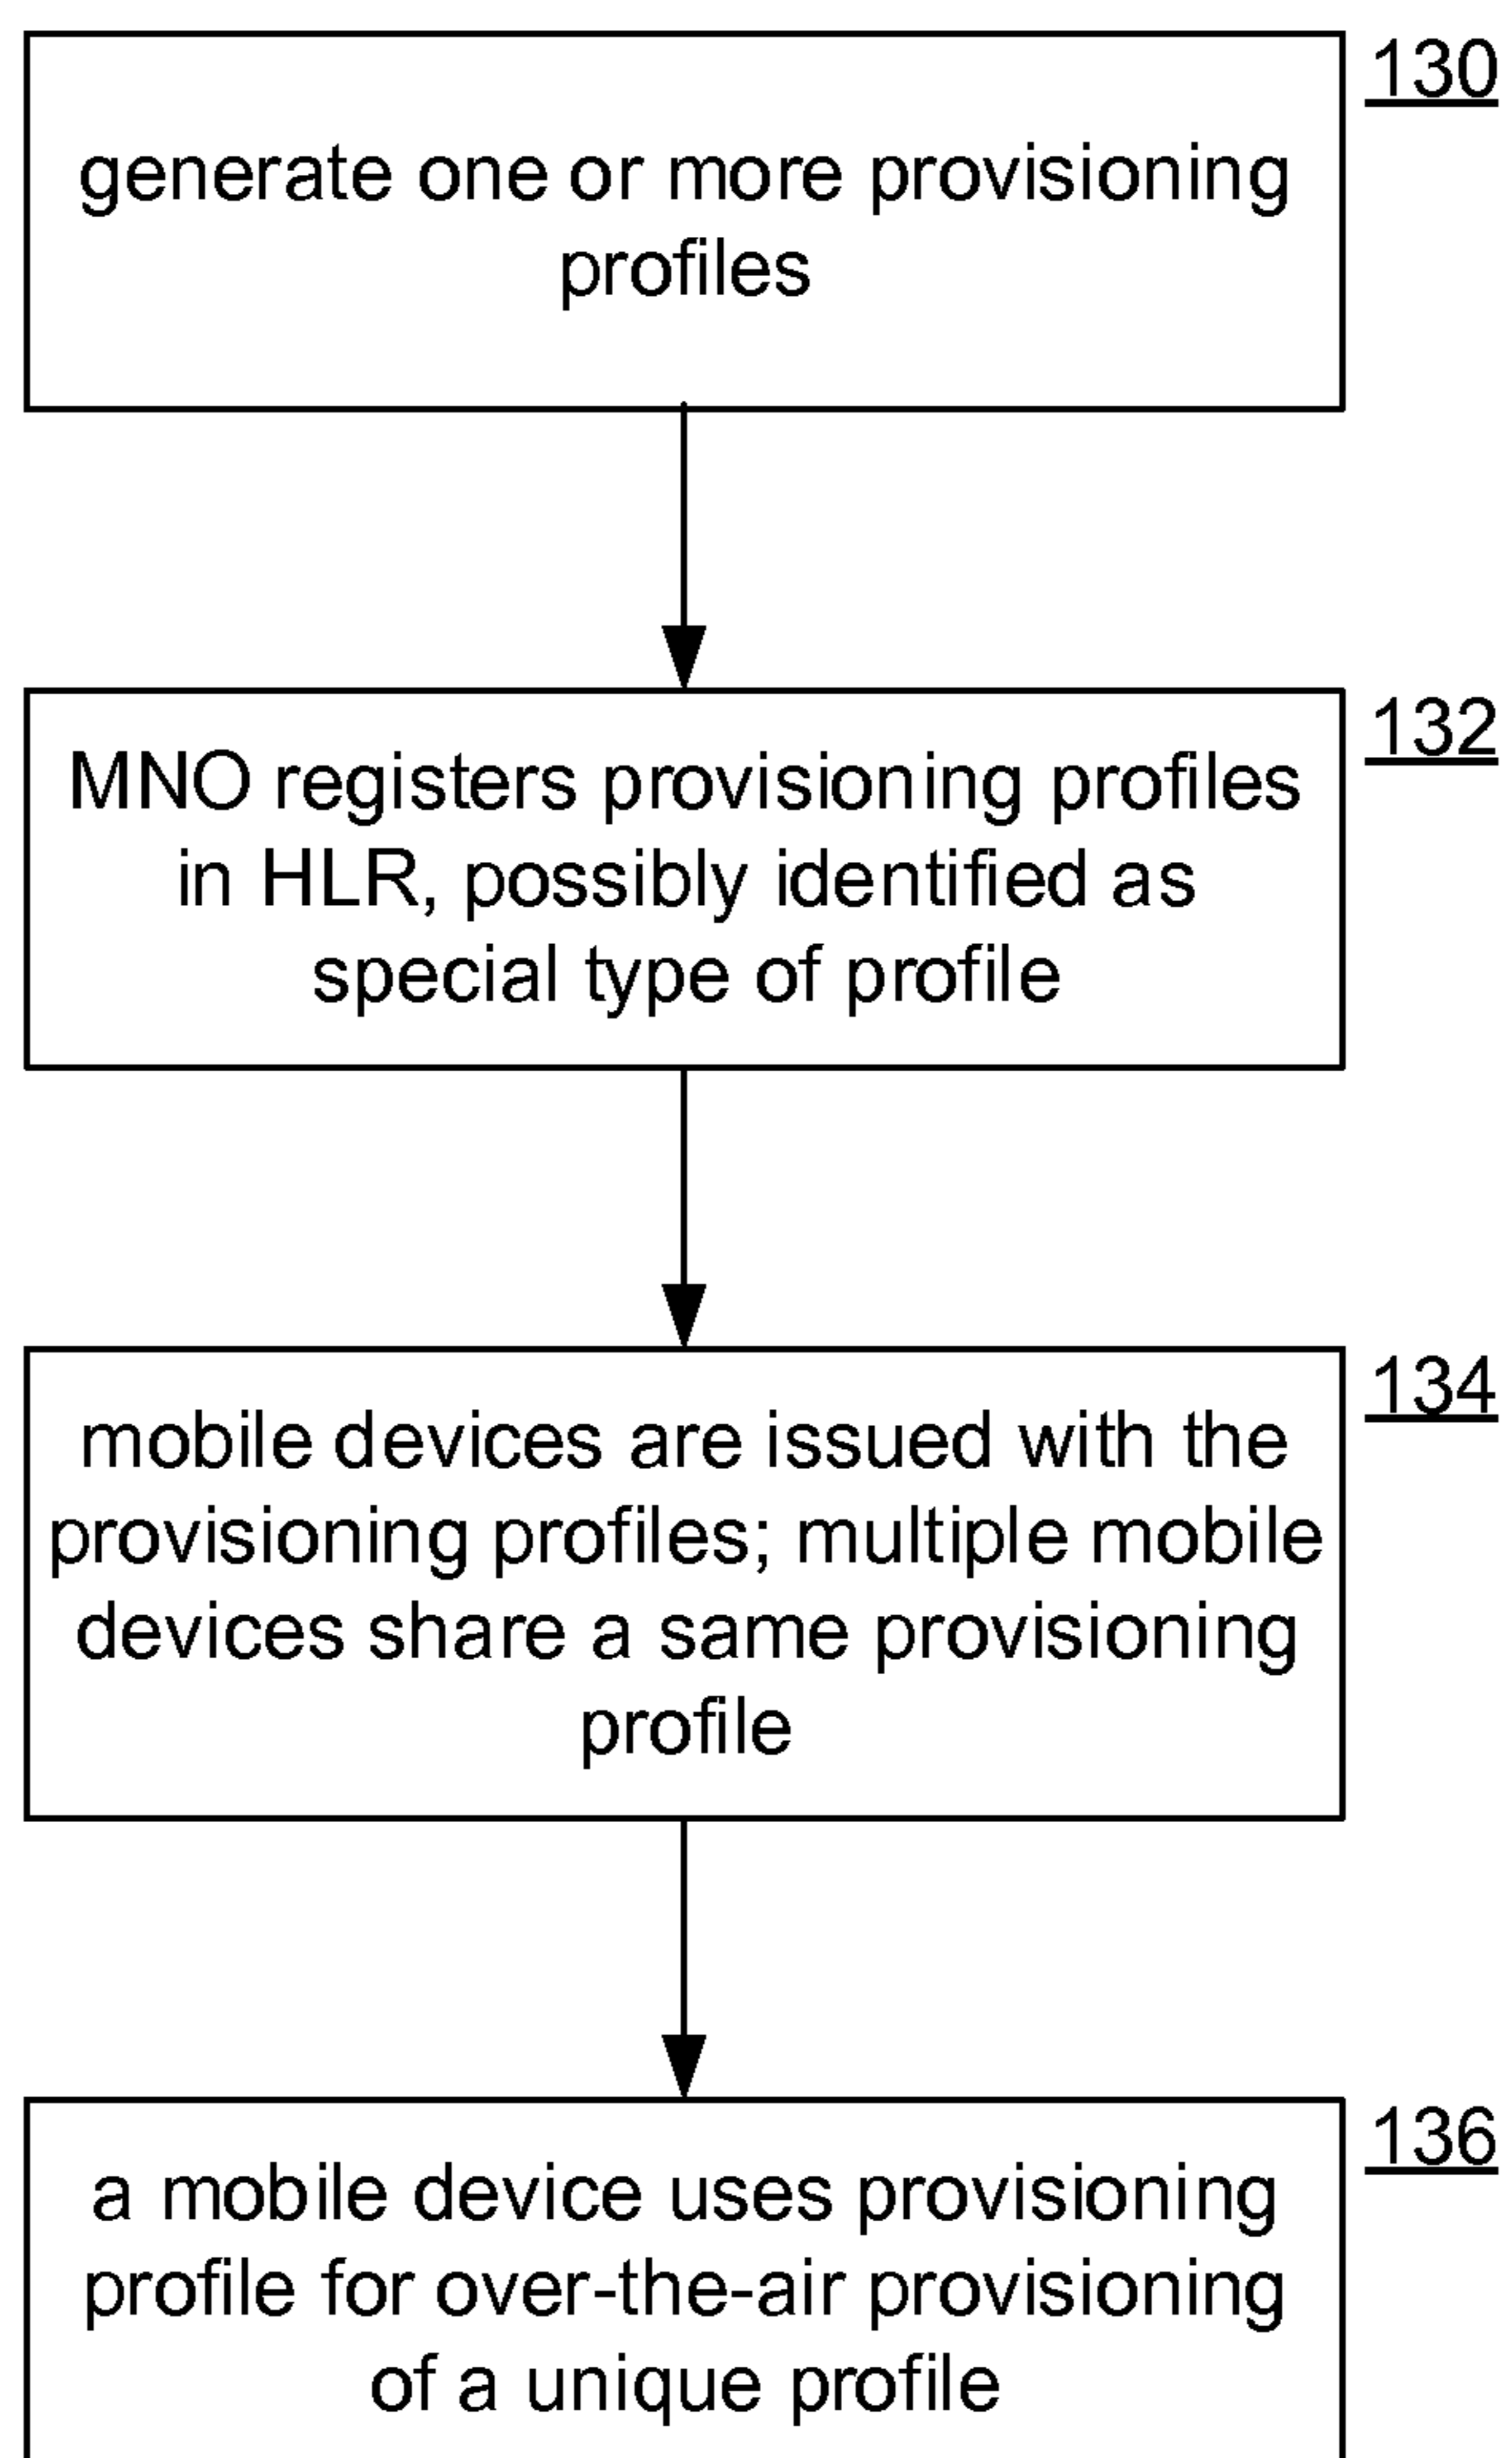 130
generate one or more provisioning
profiles
132
MNO registers provisioning profiles
in HLR, possibly identified as
special type of profile
134
mobile devices are issued with the
provisioning profiles; multiple mobile
devices share a same provisioning
profile
136
a mobile device uses provisioning
profile for over-the-air provisioning
of a unique profile